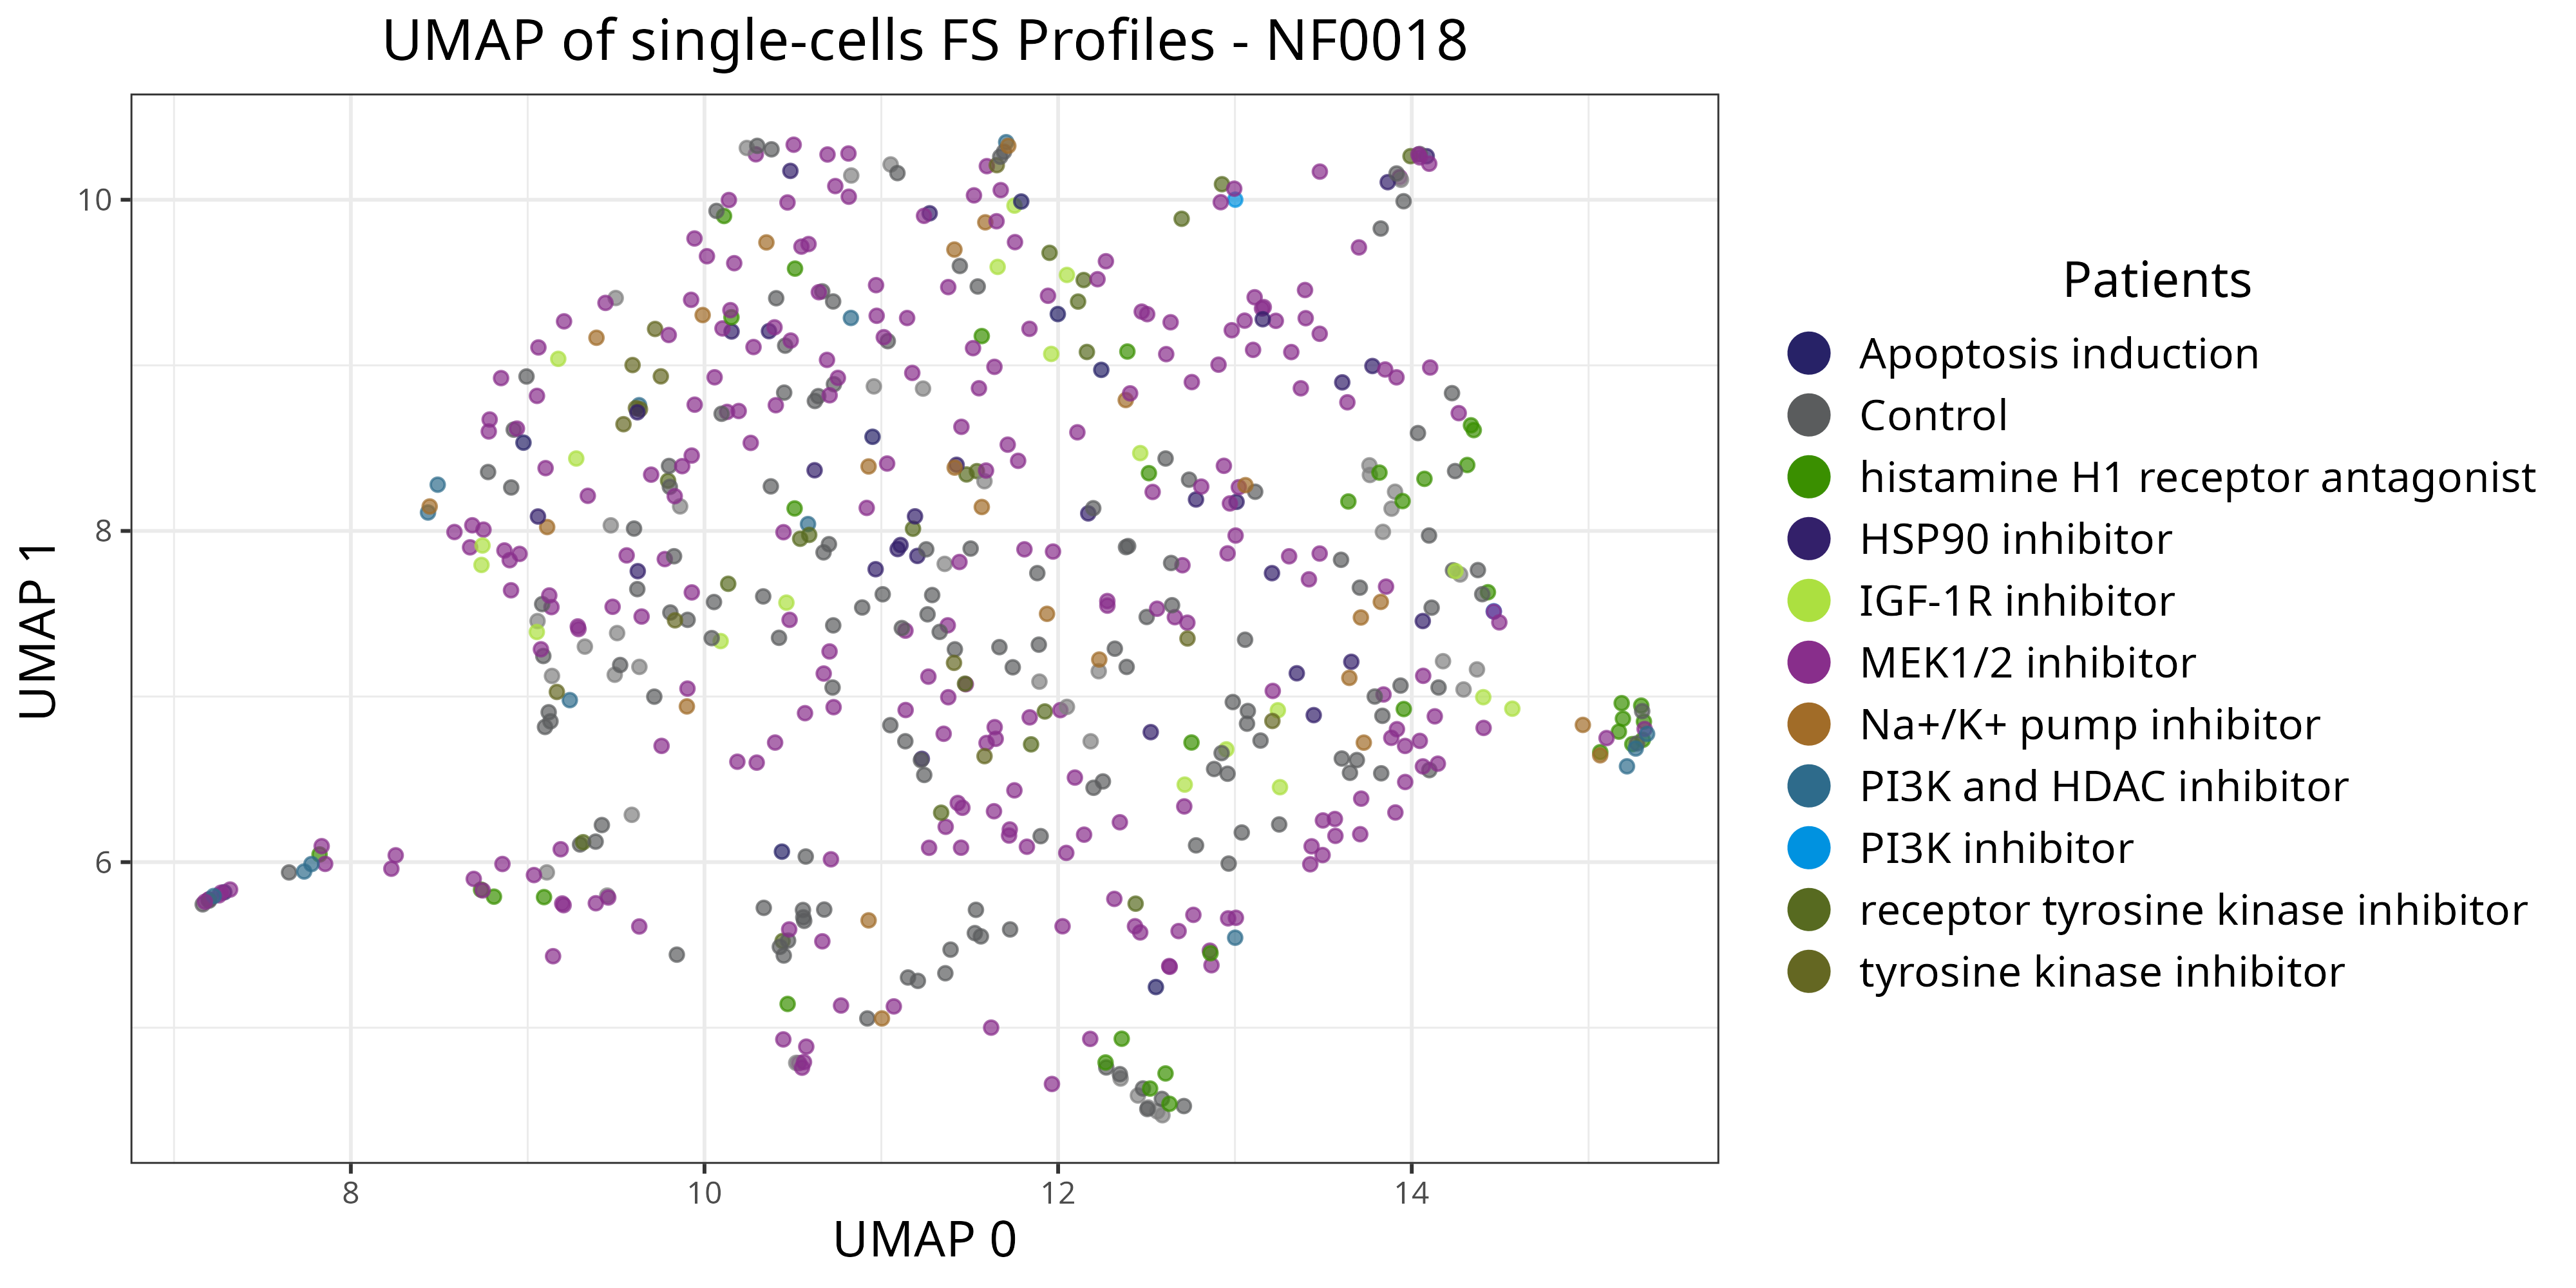 UMAP of single-cells FS Profiles - NF0018
10
8
6
UMAP 1
8
10
12
14
UMAP 0
Patients
Apoptosis induction
Control
histamine H1 receptor antagonist
HSP90 inhibitor
IGF-1R inhibitor
MEK1/2 inhibitor
Na+/K+ pump inhibitor
PI3K and HDAC inhibitor
PI3K inhibitor
receptor tyrosine kinase inhibitor
tyrosine kinase inhibitor